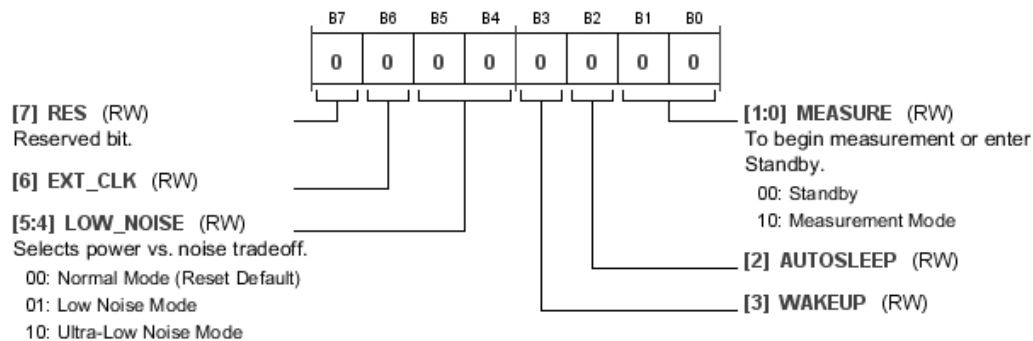 B7 B6 B5 B4 B3 B2 B1 B0
0 0 0 0 0 0 0 0
[7] RES (RW)
Reserved bit.
[6] EXT_CLK (RW)
[5:4] LOW_NOISE (RW)
Selects power vs. noise tradeoff.
00: Normal Mode (Reset Default)
01: Low Noise Mode
10: Ultra-Low Noise Mode
[1:0] MEASURE (RW)
To begin measurement or enter
Standby.
00: Standby
10: Measurement Mode
[2] AUTOSLEEP (RW)
[3] WAKEUP (RW)